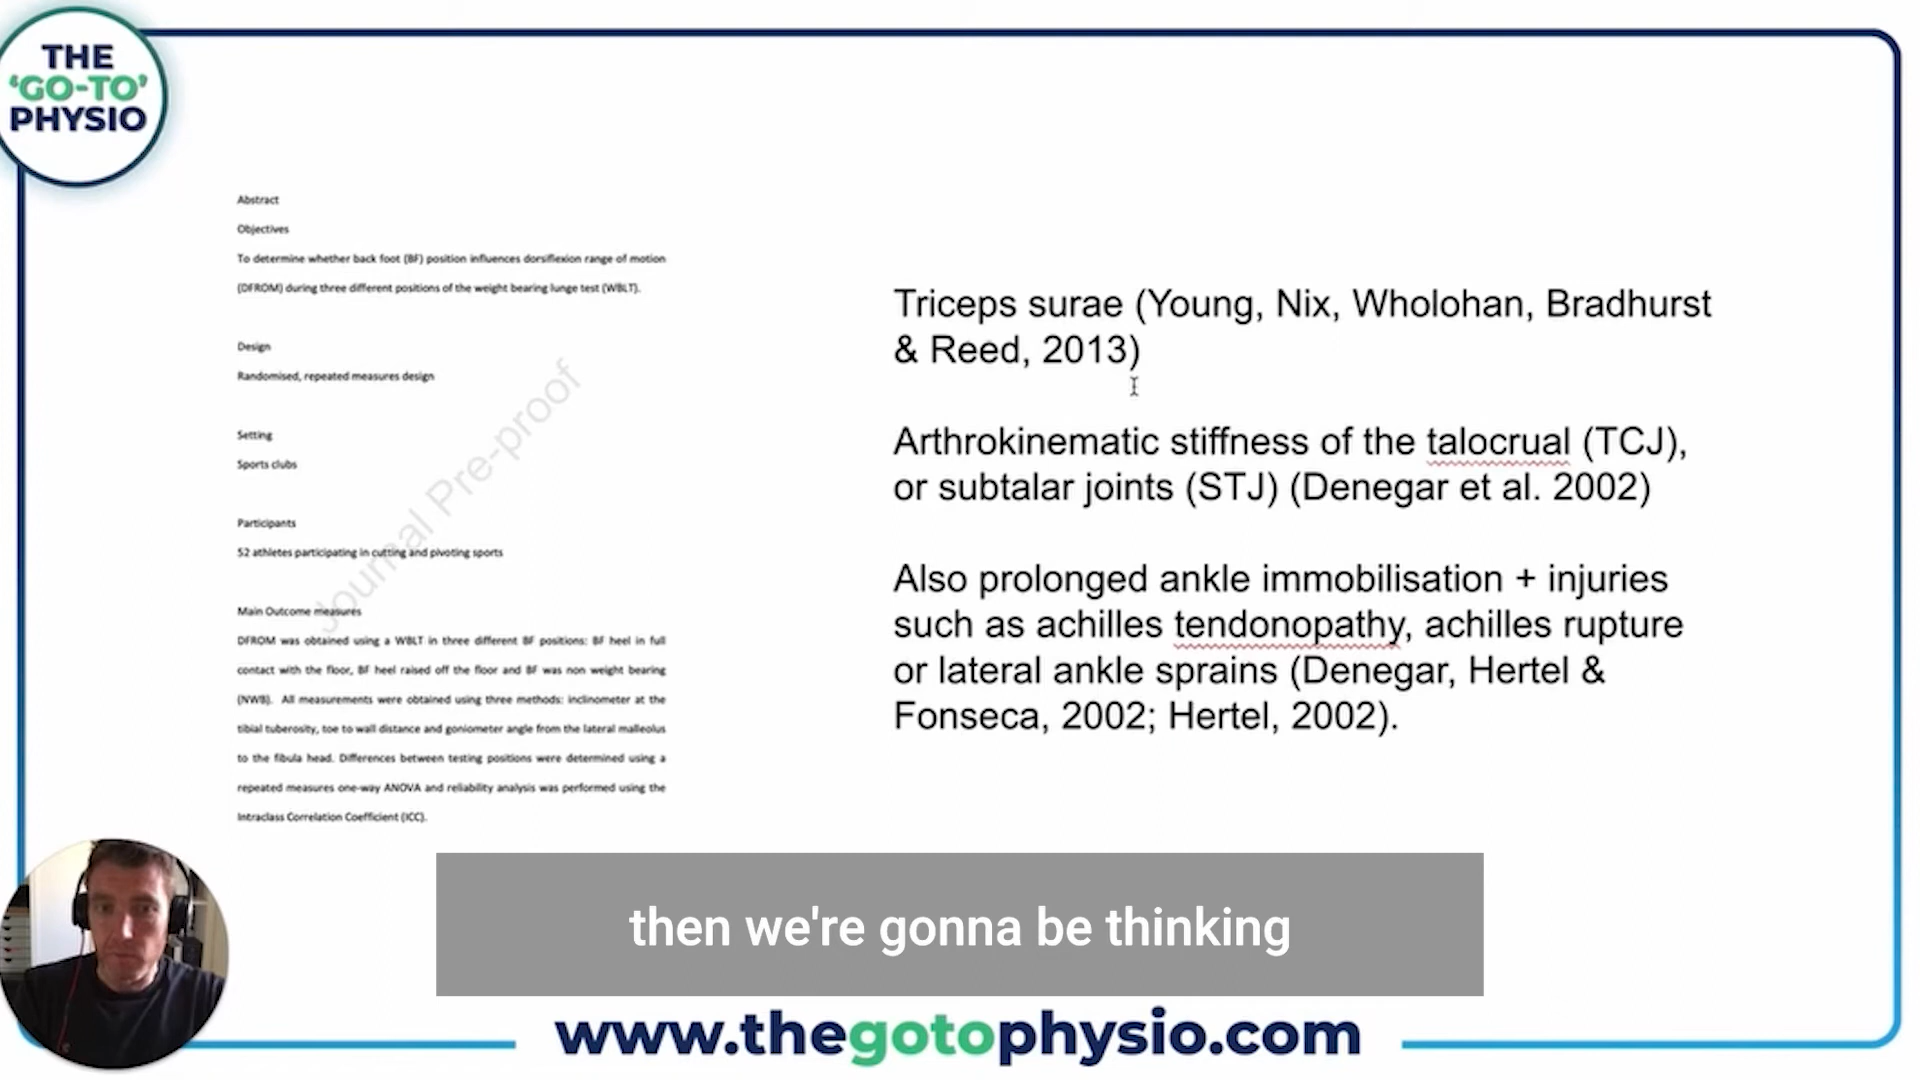 THE
‘GO-TO’
PHYSIO
Abstract
Objectives
To determine whether back foot (BF) position influences dorsiflexion range of motion
(DFROM) during three different positions of the weight bearing lunge test (WBLT).
Design
Randomised, repeated measures design
Setting
Sports clubs
Participants
52 athletes participating in cutting and pivoting sports
Main Outcome measures
DFROM was obtained using a WBLT in three different BF positions: BF heel in full
contact with the floor, BF heel raised off the floor and BF was non weight bearing
(NWB). All measurements were obtained using three methods: inclinometer at the
tibial tuberosity, toe to wall distance and goniometer angle from the lateral malleolus
to the fibula head. Differences between testing positions were determined using a
repeated measures one-way ANOVA and reliability analysis was performed using the
Intraclass Correlation Coefficient (ICC).
Journal Pre-proof
Triceps surae (Young, Nix, Wholohan, Bradhurst
& Reed, 2013)
Arthrokinematic stiffness of the talocrual (TCJ),
or subtalar joints (STJ) (Denegar et al. 2002)
Also prolonged ankle immobilisation + injuries
such as achilles tendonopathy, achilles rupture
or lateral ankle sprains (Denegar, Hertel &
Fonseca, 2002; Hertel, 2002).
then we're gonna be thinking
www.thegotophysio.com